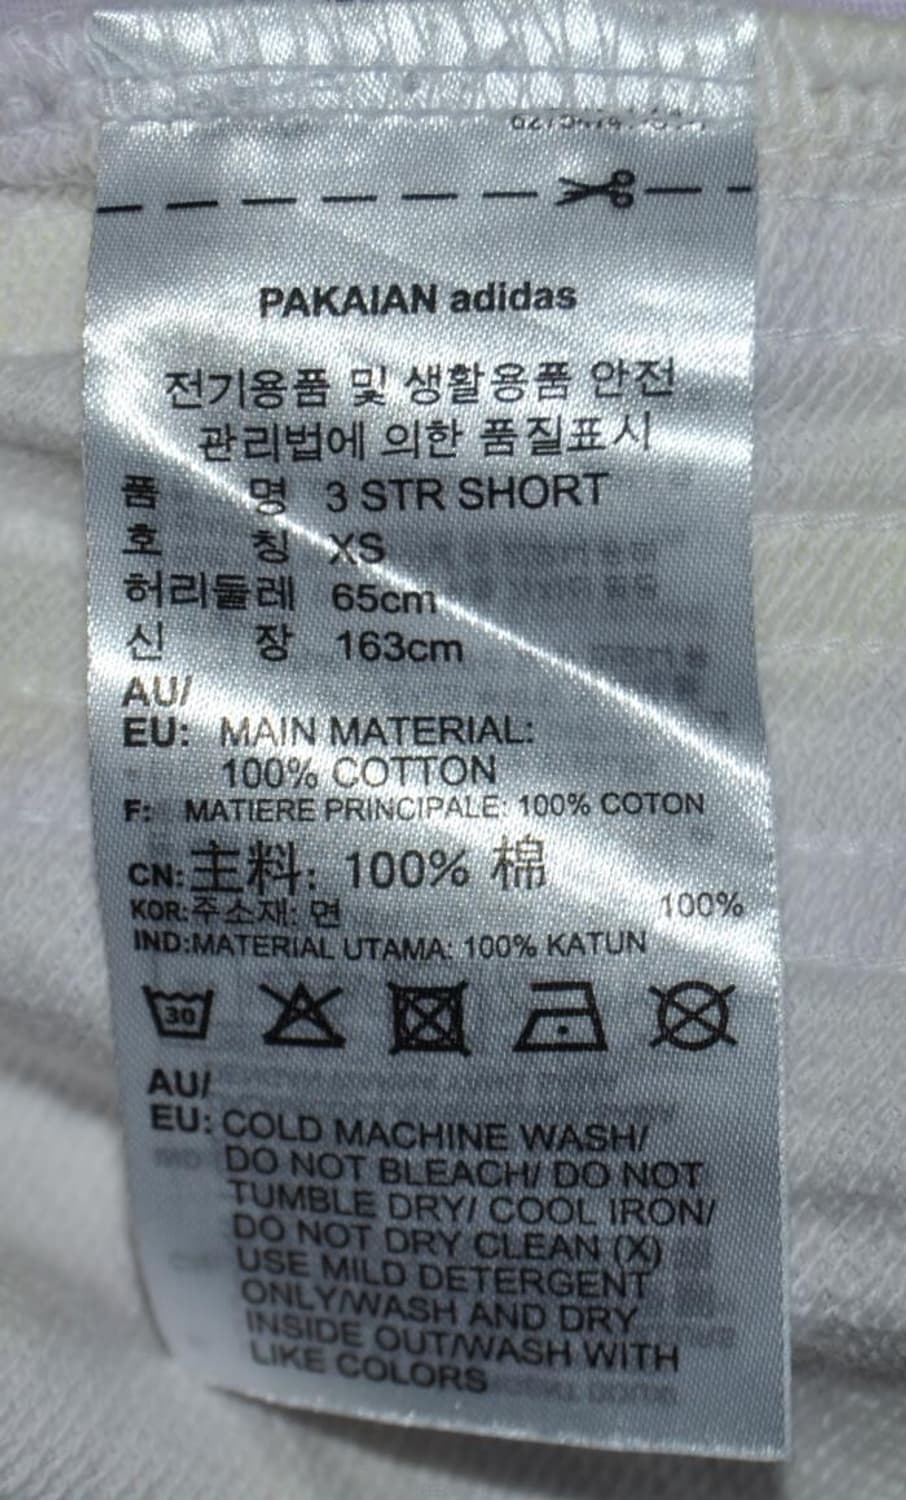 PAKAIAN adidas
전기용품 및 생활용품 안전
관리법에 의한 품질표시
품 명 3 STR SHORT
호 칭 XS
허리둘레 65cm
신 장 163cm
AU/
EU: MAIN MATERIAL:
100% COTTON
F: MATIERE PRINCIPALE: 100% COTON
CN:主料: 100% 棉
KOR:주소재: 면 100%
IND:MATERIAL UTAMA: 100% KATUN
30
AU/
EU: COLD MACHINE WASH/
DO NOT BLEACH/ DO NOT
TUMBLE DRY/ COOL IRON/
DO NOT DRY CLEAN (X)
USE MILD DETERGENT
ONLY/WASH AND DRY
INSIDE OUT/WASH WITH
LIKE COLORS